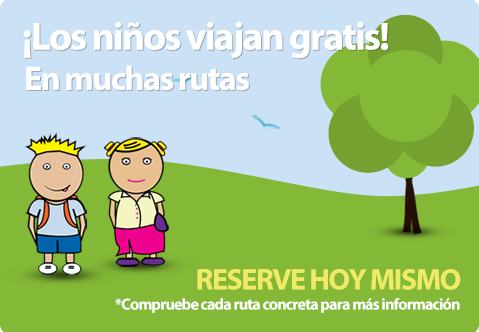 ¡Los niños viajan gratis!
En muchas rutas
RESERVE HOY MISMO
*Compruebe cada ruta concreta para más información